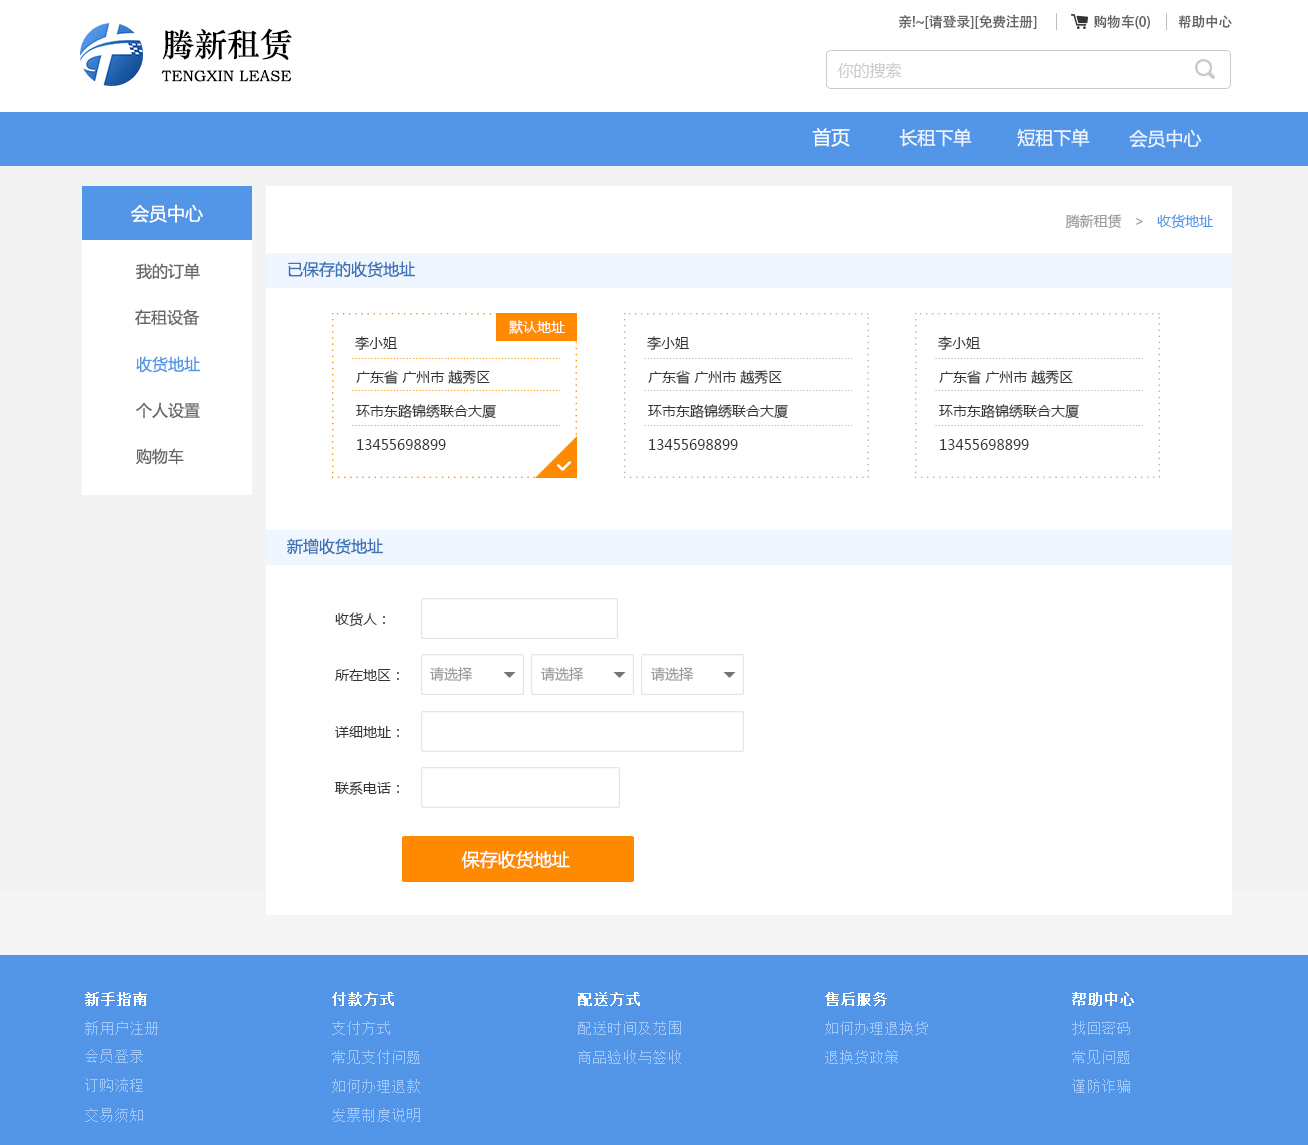 亲!~[请登录][免费注册]
购物车(0)
帮助中心
腾新租赁
TENGXIN LEASE
你的搜索
首页
长租下单
短租下单
会员中心
会员中心
我的订单
在租设备
收货地址
个人设置
购物车
腾新租赁 > 收货地址
已保存的收货地址
默认地址
李小姐
广东省 广州市 越秀区
环市东路锦绣联合大厦
13455698899
李小姐
广东省 广州市 越秀区
环市东路锦绣联合大厦
13455698899
李小姐
广东省 广州市 越秀区
环市东路锦绣联合大厦
13455698899
新增收货地址
收货人：
所在地区： 请选择 请选择 请选择
详细地址：
联系电话：
保存收货地址
新手指南
新用户注册
会员登录
订购流程
交易须知
付款方式
支付方式
常见支付问题
如何办理退款
发票制度说明
配送方式
配送时间及范围
商品验收与签收
售后服务
如何办理退换货
退换货政策
帮助中心
找回密码
常见问题
谨防诈骗